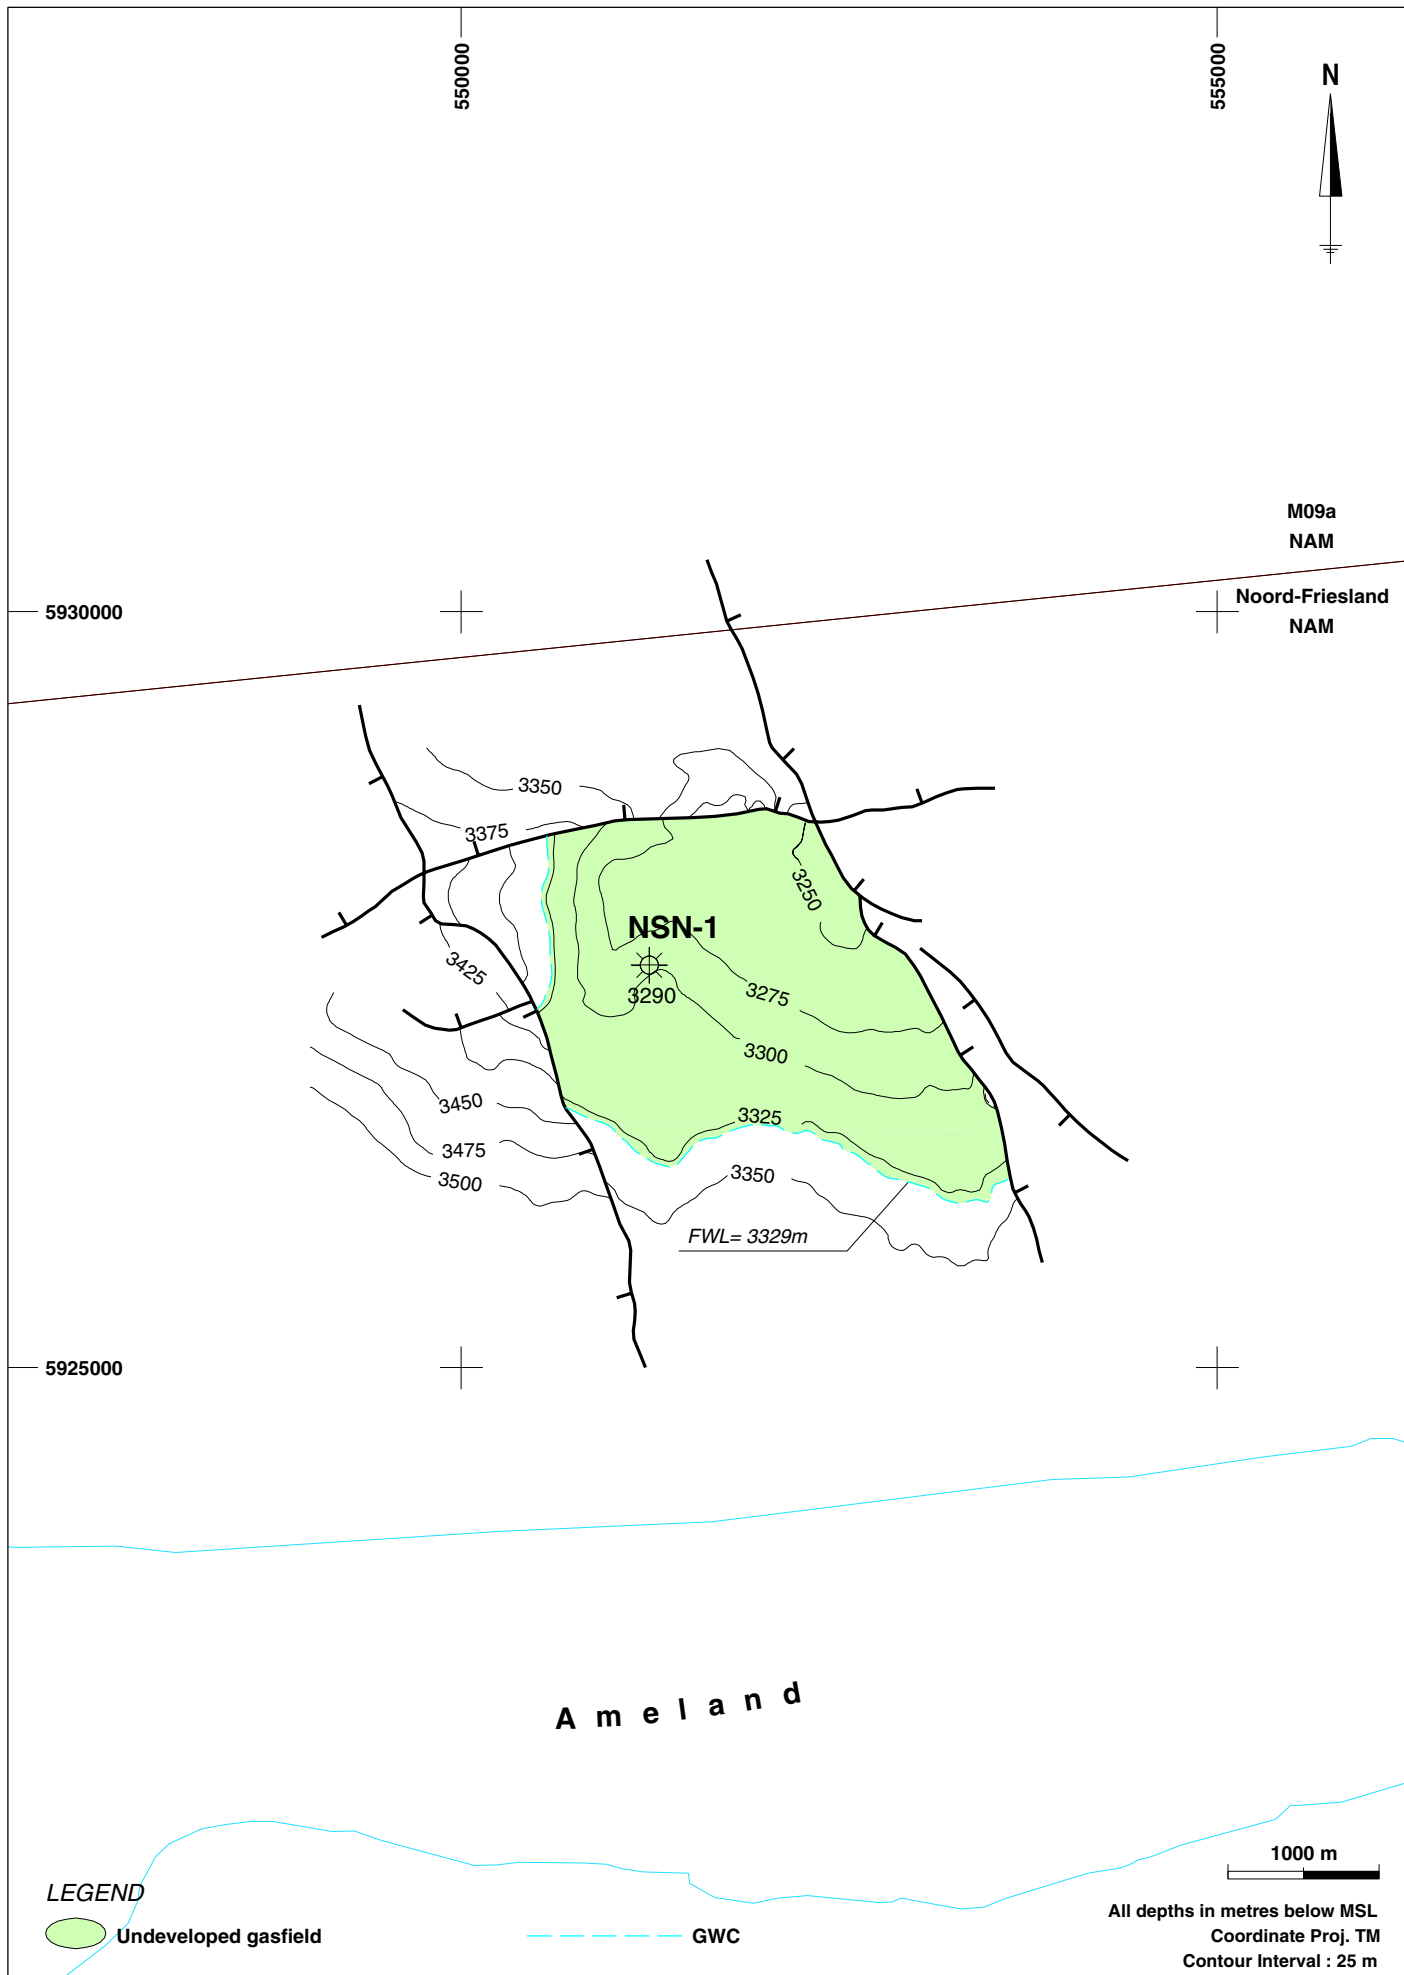 550000
555000
N
M09a
NAM
5930000
Noord-Friesland
NAM
3350
3375
3250
NSN-1
3425
3275
3290
3300
3450
3325
3475
3350
3500
FWL= 3329m
5925000
Ameland
1000 m
LEGEND
All depths in metres below MSL
Undeveloped gasfield
GWC
Coordinate Proj. TM
Contour Interval : 25 m